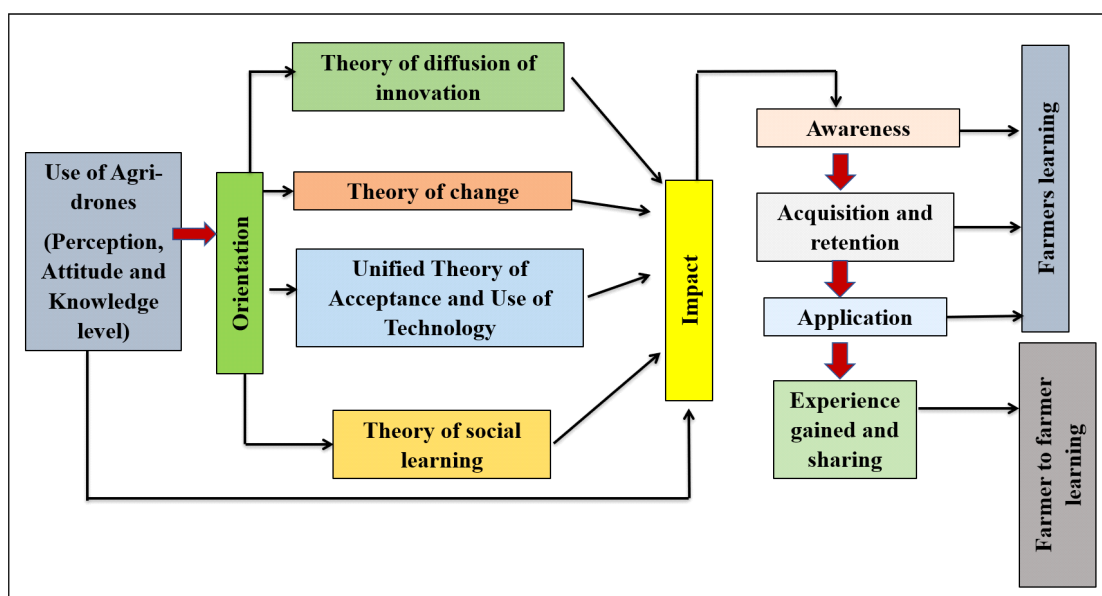 Use of Agri-
drones
(Perception,
Attitude and
Knowledge
level)
Orientation
Theory of diffusion of
innovation
Theory of change
Unified Theory of
Acceptance and Use of
Technology
Theory of social
learning
Impact
Awareness
Acquisition and
retention
Application
Experience
gained and
sharing
Farmers learning
Farmer to farmer
learning